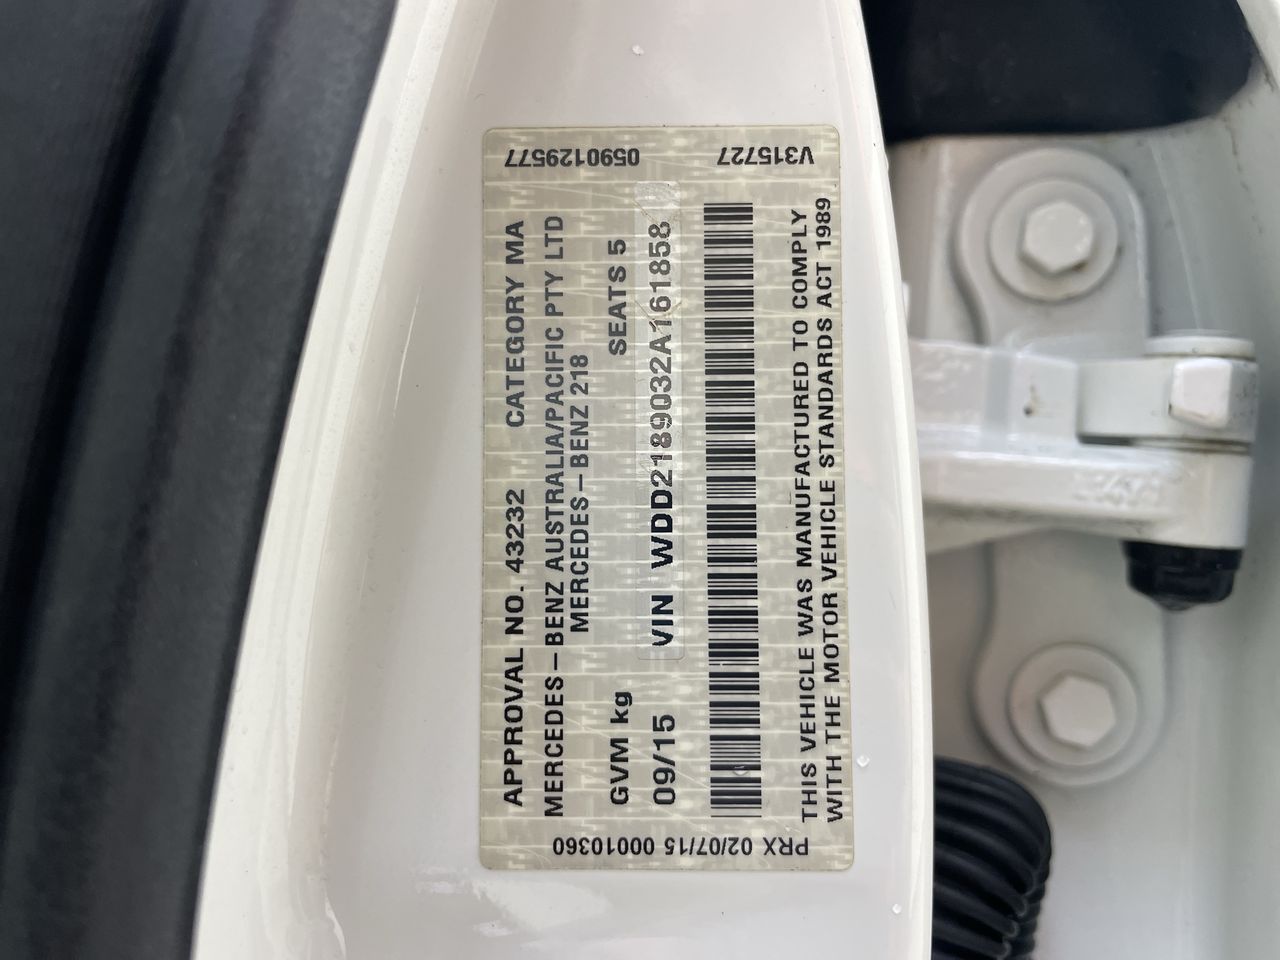 0590129577 V315727
APPROVAL NO. 43232 CATEGORY MA
MERCEDES-BENZ AUSTRALIA/PACIFIC PTY LTD
MERCEDES-BENZ 218
GVM kg SEATS 5
09/15 VIN WDD2189032A161858
THIS VEHICLE WAS MANUFACTURED TO COMPLY
WITH THE MOTOR VEHICLE STANDARDS ACT 1989
PRX 02/07/15 00010360